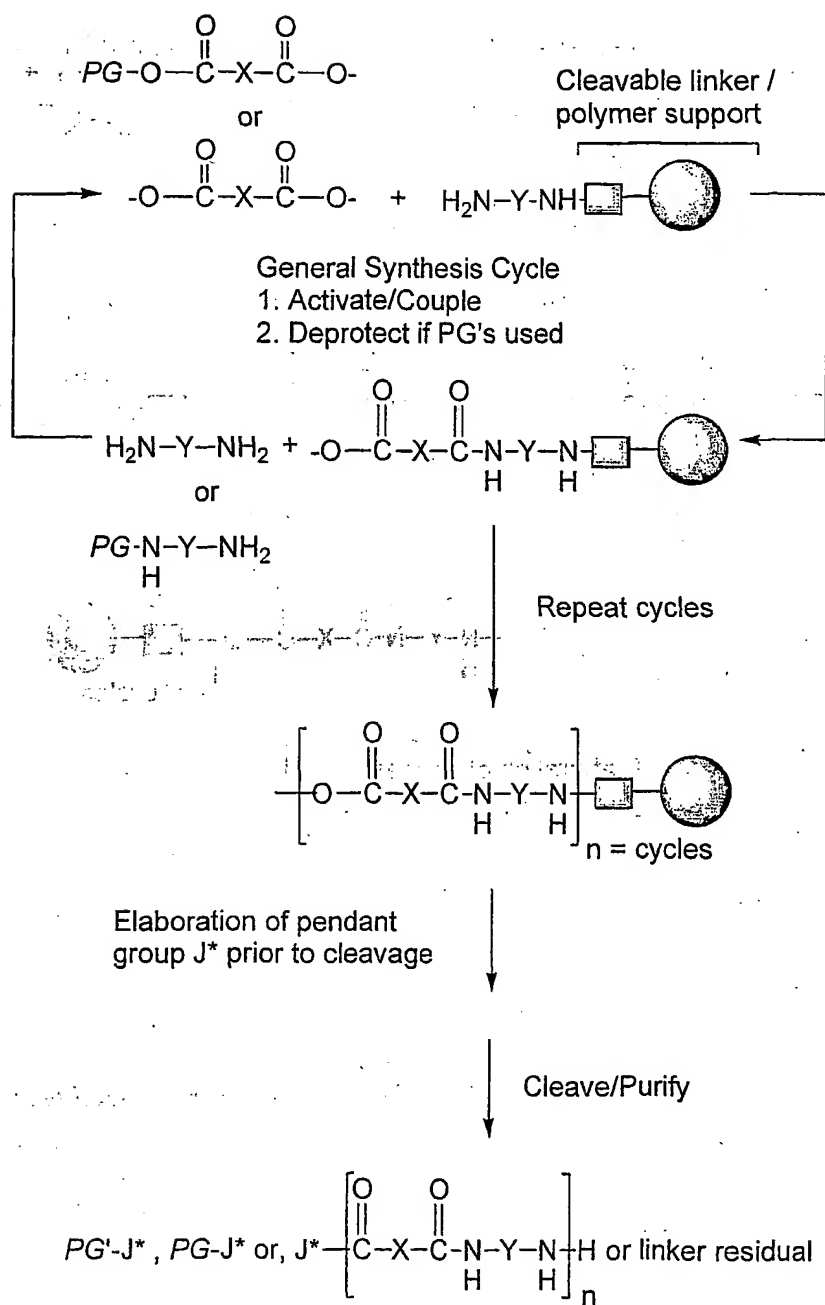 O O
PG-O-C-X-C-O-
or
Cleavable linker /
polymer support
O O
-O-C-X-C-O- + H2N-Y-NH
General Synthesis Cycle
1. Activate/Couple
2. Deprotect if PG's used
O O
H2N-Y-NH2 + -O-C-X-C-N-Y-N
H H
or
PG-N-Y-NH2
H
Repeat cycles
O O
O-C-X-C-N-Y-N
H H
n = cycles
Elaboration of pendant
group J* prior to cleavage
Cleave/Purify
O O
PG'-J* , PG-J* or, J* C-X-C-N-Y-N H or linker residual
H H
n